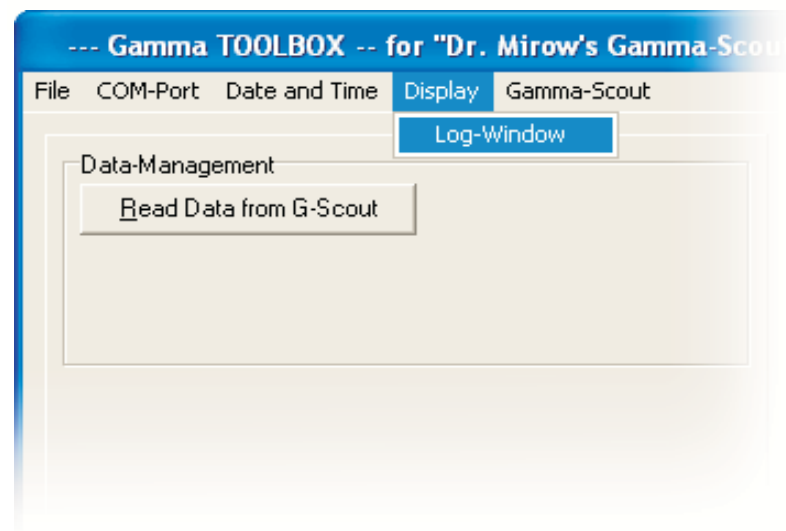 --- Gamma TOOLBOX -- for "Dr. Mirow's Gamma-Scou
File COM-Port Date and Time Display Gamma-Scout
Log-Window
Data-Management
Read Data from G-Scout